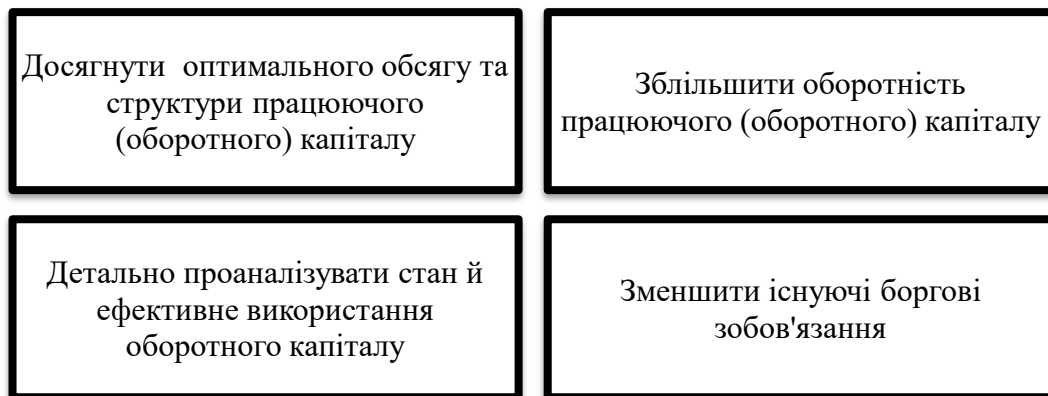 Досягнути оптимального обсягу та
структури працюючого
(оборотного) капіталу
Зблільшити оборотність
працюючого (оборотного) капіталу
Детально проаналізувати стан й
ефективне використання
оборотного капіталу
Зменшити існуючі боргові
зобов'язання